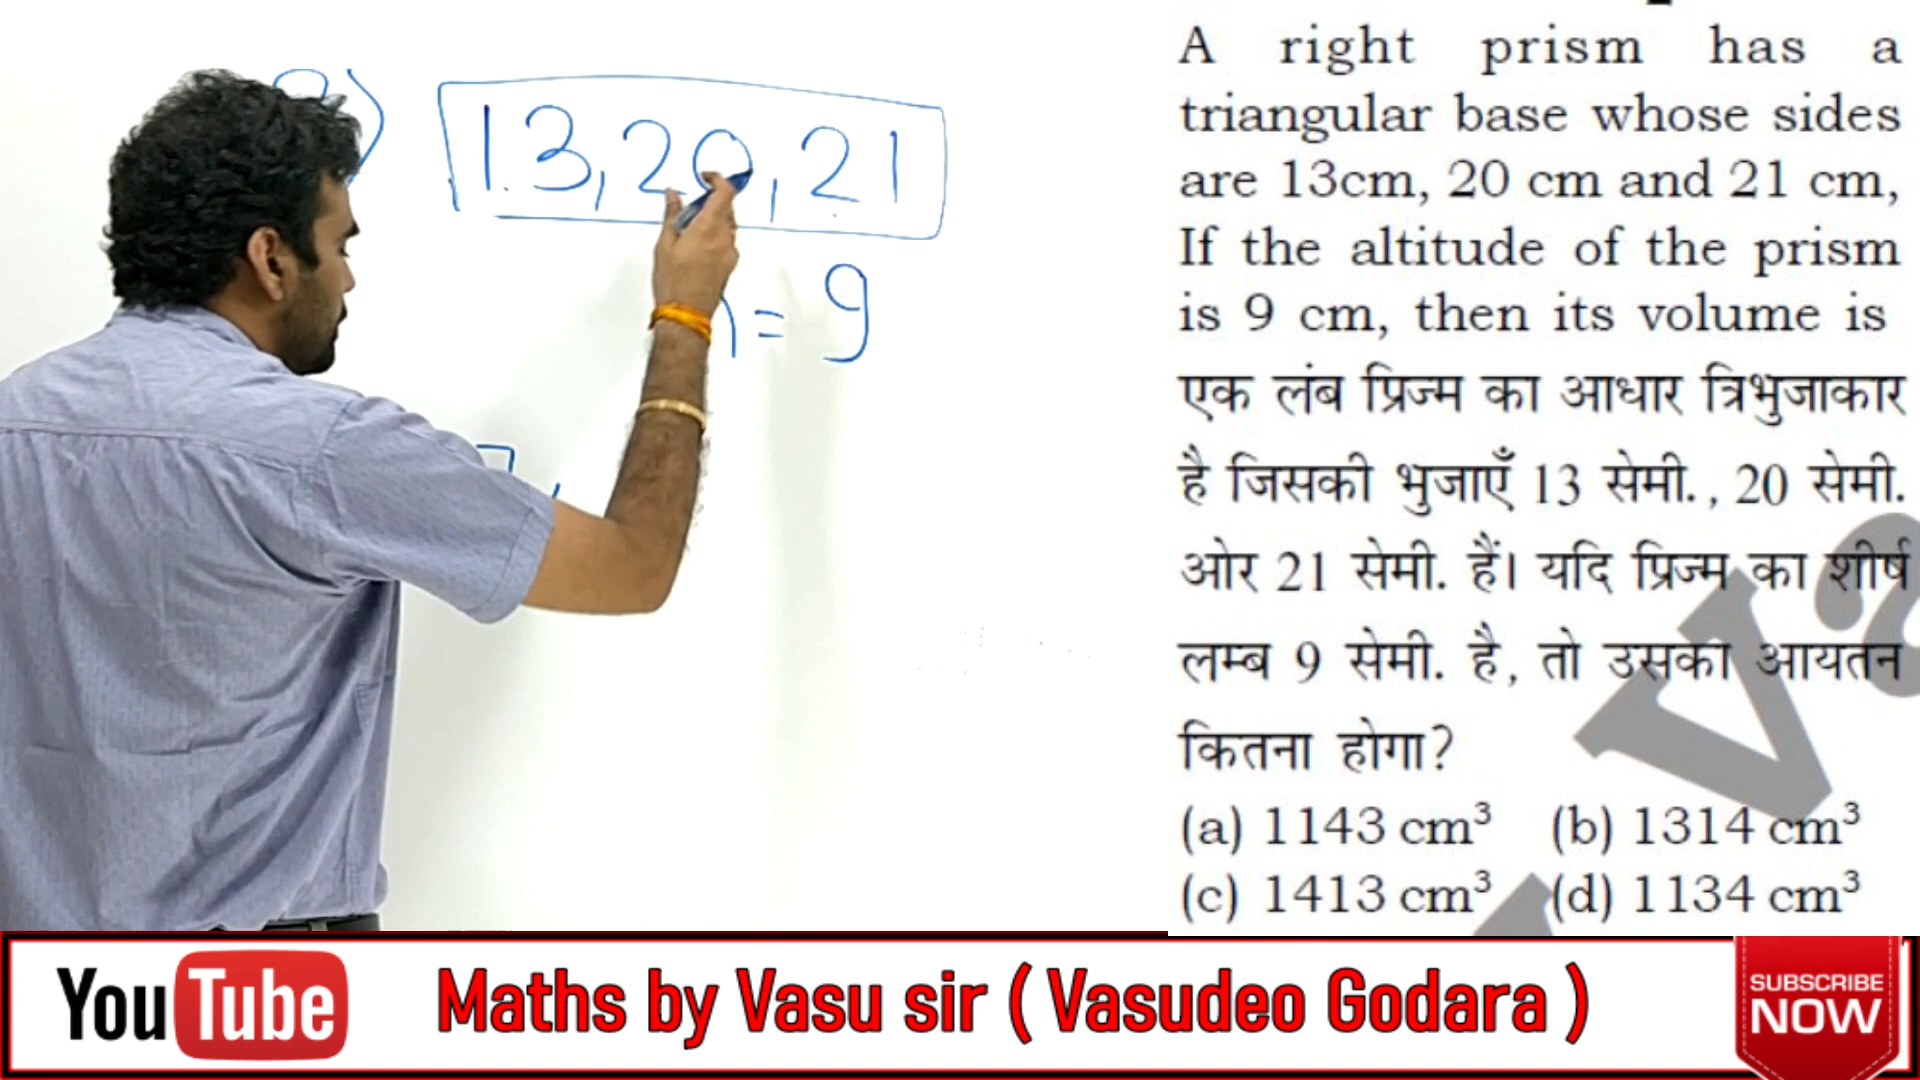 13, 20, 21
= 9
A right prism has a
triangular base whose sides
are 13cm, 20 cm and 21 cm,
If the altitude of the prism
is 9 cm, then its volume is
एक लंब प्रिज्म का आधार त्रिभुजाकार
है जिसकी भुजाएँ 13 सेमी., 20 सेमी.
ओर 21 सेमी. हैं। यदि प्रिज्म का शीर्ष
लम्ब 9 सेमी. है, तो उसका आयतन
कितना होगा?
(a) 1143 cm³ (b) 1314 cm³
(c) 1413 cm³ (d) 1134 cm³
YouTube
Maths by Vasu sir ( Vasudeo Godara )
SUBSCRIBE
NOW